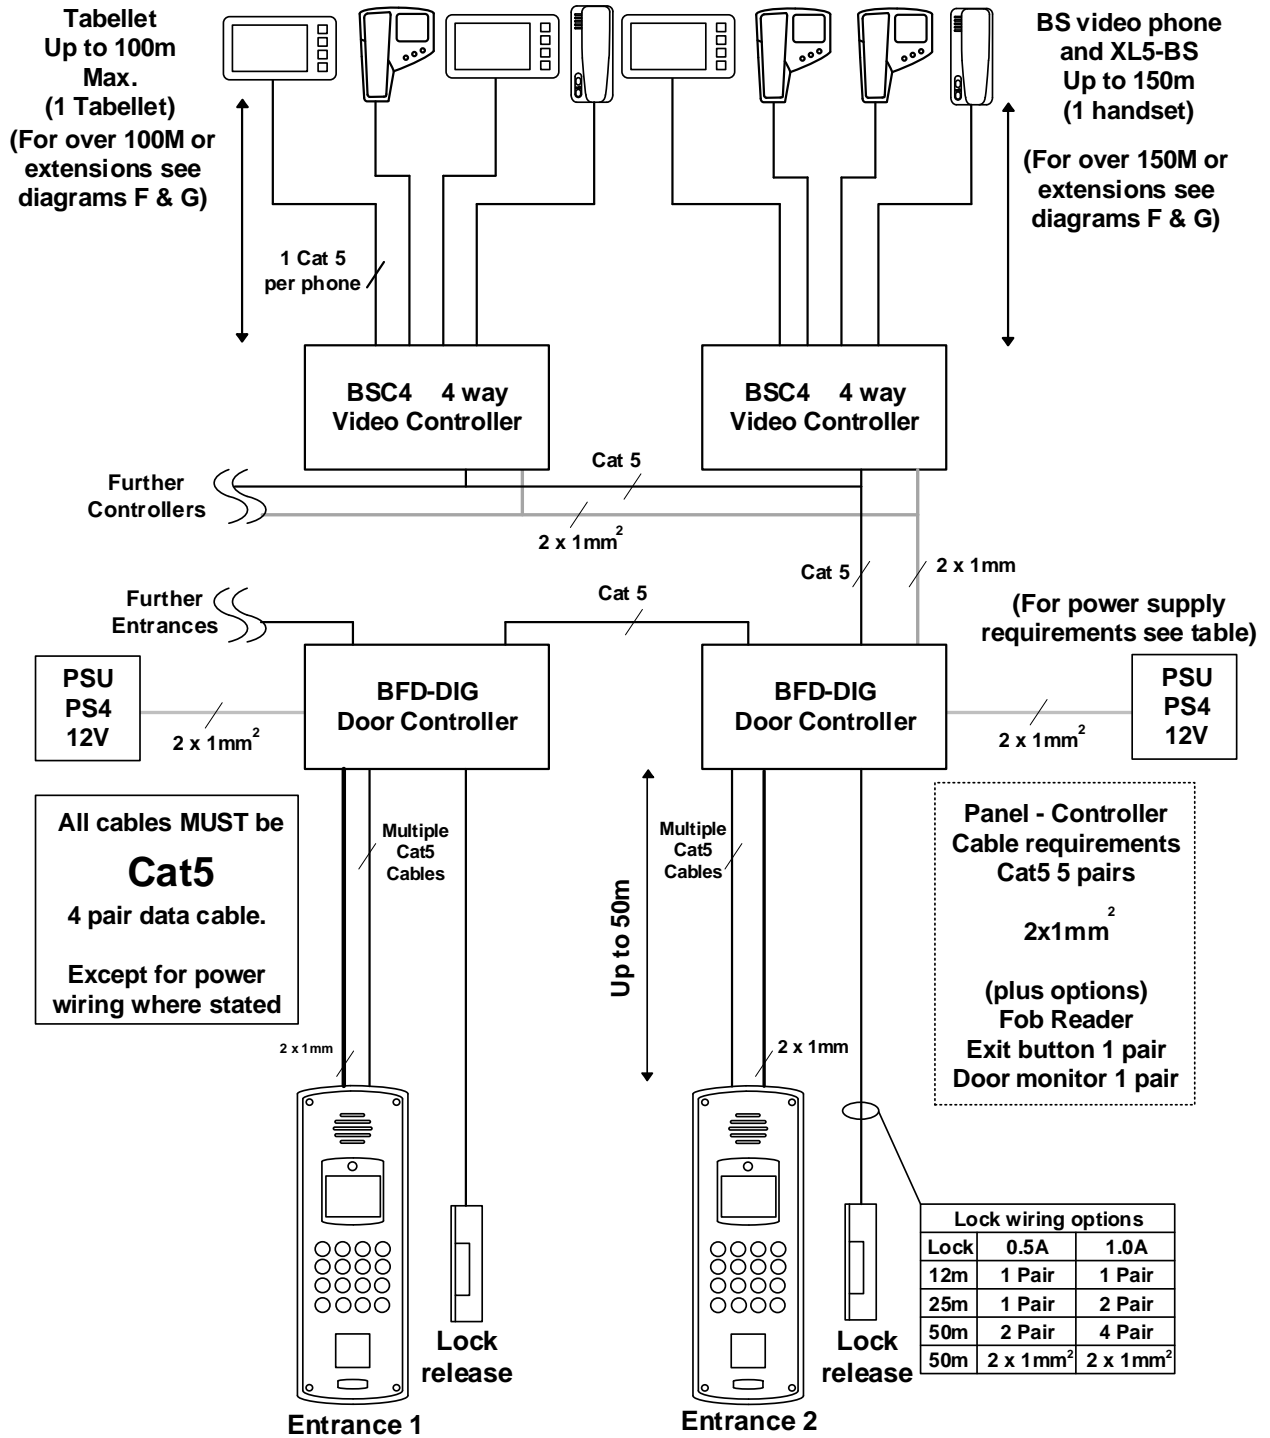 Tabellet
Up to 100m
Max.
(1 Tabellet)
(For over 100M or
extensions see
diagrams F & G)
BS video phone
and XL5-BS
Up to 150m
(1 handset)
(For over 150M or
extensions see
diagrams F & G)
1 Cat 5
per phone
BSC4 4 way
Video Controller
BSC4 4 way
Video Controller
Further
Controllers
Cat 5
2 x 1mm²
Cat 5
2 x 1mm
Further
Entrances
Cat 5
(For power supply
requirements see table)
PSU
PS4
12V
2 x 1mm²
BFD-DIG
Door Controller
BFD-DIG
Door Controller
2 x 1mm²
PSU
PS4
12V
All cables MUST be
Cat5
4 pair data cable.
Except for power
wiring where stated
Multiple
Cat5
Cables
Up to 50m
Multiple
Cat5
Cables
Panel - Controller
Cable requirements
Cat5 5 pairs
2x1mm²
(plus options)
Fob Reader
Exit button 1 pair
Door monitor 1 pair
2 x 1mm
2 x 1mm
Lock wiring options
Lock 0.5A 1.0A
12m 1 Pair 1 Pair
25m 1 Pair 2 Pair
50m 2 Pair 4 Pair
50m 2 x 1mm² 2 x 1mm²
Lock
release
Lock
release
Entrance 1
Entrance 2